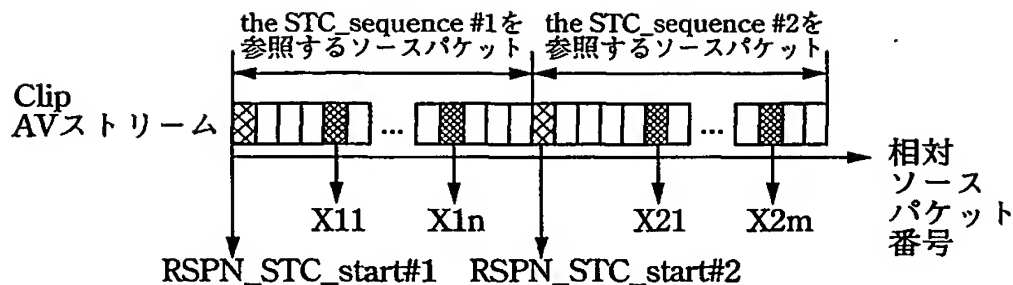 the STC_sequence #1を
参照するソースパケット
the STC_sequence #2を
参照するソースパケット
Clip
AVストリーム
...
...
相対
ソース
パケット
番号
X11
X1n
X21
X2m
RSPN_STC_start#1
RSPN_STC_start#2